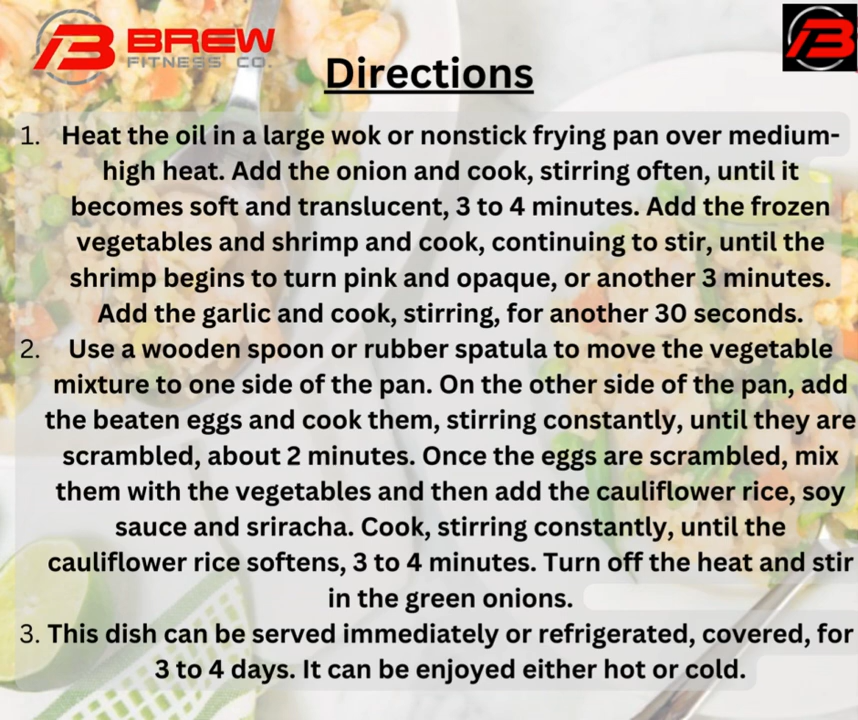 BREW
FITNESS CO.
Directions
1. Heat the oil in a large wok or nonstick frying pan over medium-
high heat. Add the onion and cook, stirring often, until it
becomes soft and translucent, 3 to 4 minutes. Add the frozen
vegetables and shrimp and cook, continuing to stir, until the
shrimp begins to turn pink and opaque, or another 3 minutes.
Add the garlic and cook, stirring, for another 30 seconds.
2. Use a wooden spoon or rubber spatula to move the vegetable
mixture to one side of the pan. On the other side of the pan, add
the beaten eggs and cook them, stirring constantly, until they are
scrambled, about 2 minutes. Once the eggs are scrambled, mix
them with the vegetables and then add the cauliflower rice, soy
sauce and sriracha. Cook, stirring constantly, until the
cauliflower rice softens, 3 to 4 minutes. Turn off the heat and stir
in the green onions.
3. This dish can be served immediately or refrigerated, covered, for
3 to 4 days. It can be enjoyed either hot or cold.